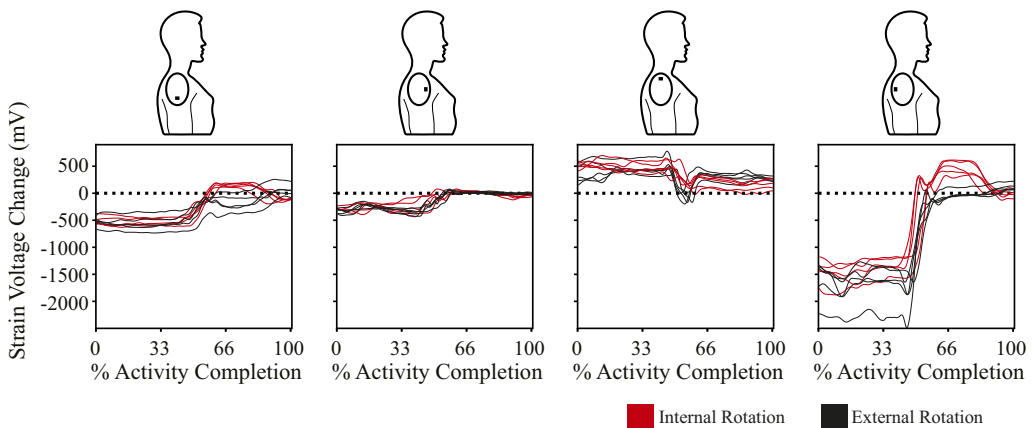 Strain Voltage Change (mV)
500
0
-500
-1000
-1500
-2000
0 33 66 100
% Activity Completion
0 33 66 100
% Activity Completion
0 33 66 100
% Activity Completion
0 33 66 100
% Activity Completion
Internal Rotation
External Rotation